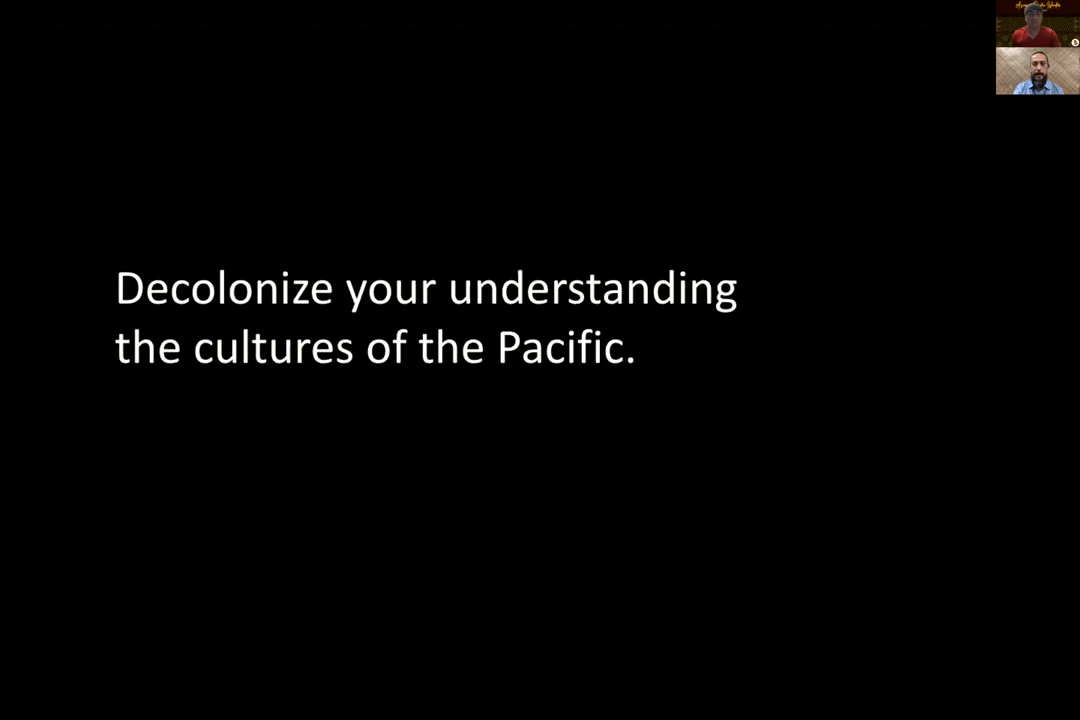 Decolonize your understanding
the cultures of the Pacific.